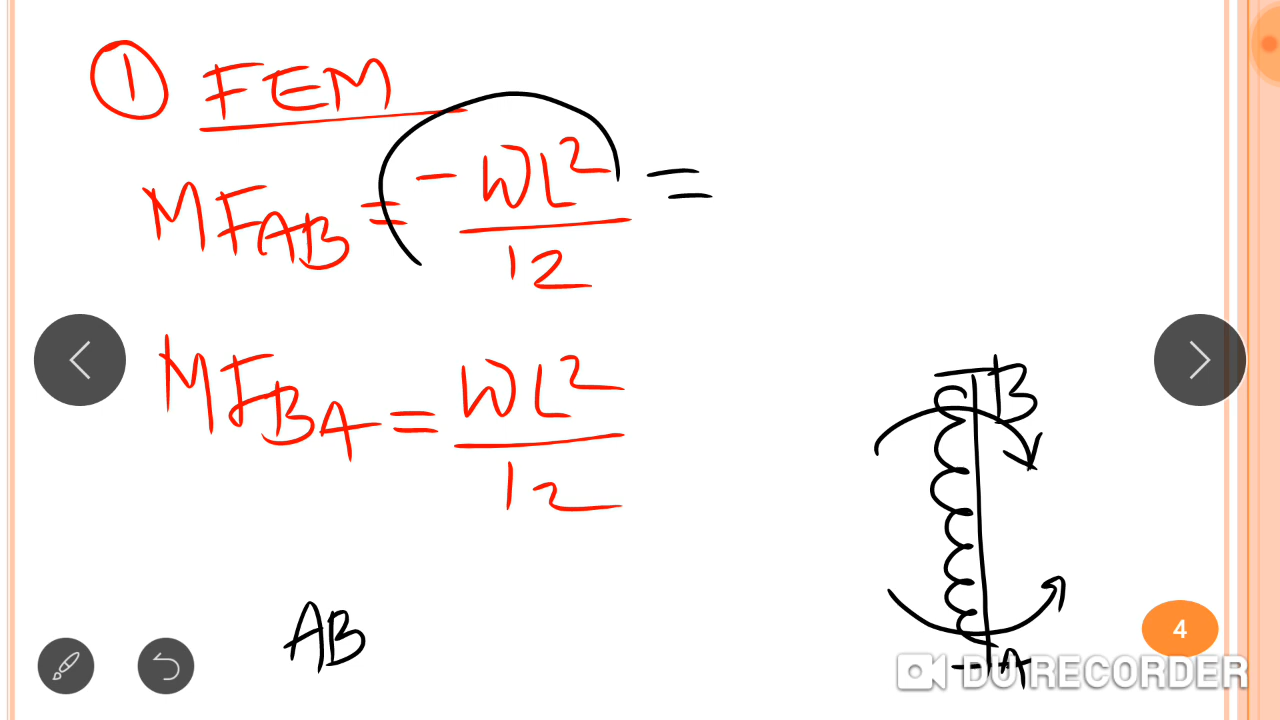 ① FEM
MFAB = -WL²/12 =
MFBA = WL²/12
B
AB
A
4
DU RECORDER